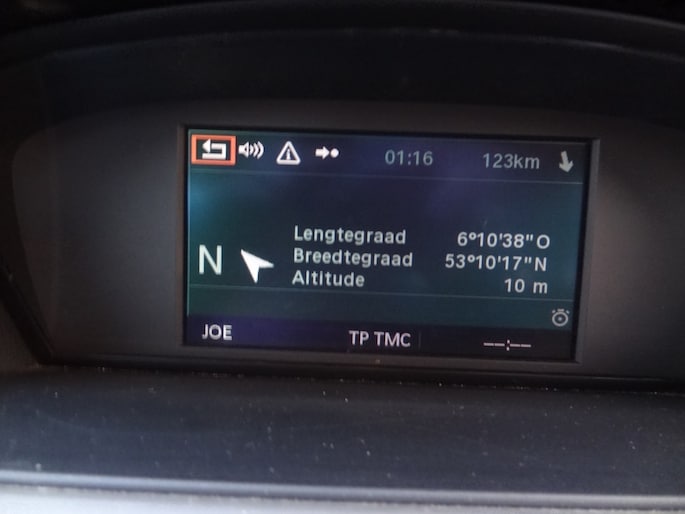 01:16 123km
N
Lengtegraad 6°10'38"O
Breedtegraad 53°10'17"N
Altitude 10 m
JOE TP TMC --:--